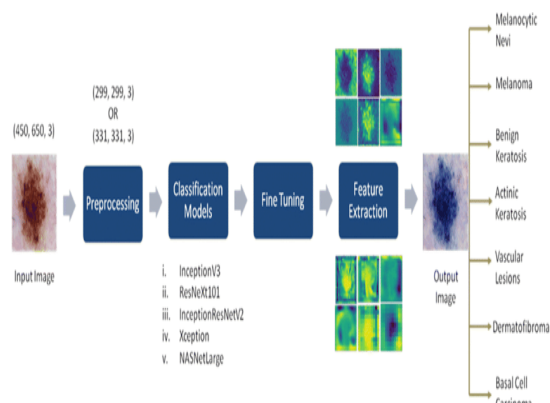 (450, 650, 3)
Input Image
(299, 299, 3)
OR
(331, 331, 3)
Preprocessing
Classification
Models
i. InceptionV3
ii. ResNeXt101
iii. InceptionResNetV2
iv. Xception
v. NASNetLarge
Fine Tuning
Feature
Extraction
Output
Image
Melanocytic
Nevi
Melanoma
Benign
Keratosis
Actinic
Keratosis
Vascular
Lesions
Dermatofibroma
Basal Cell
Carcinoma